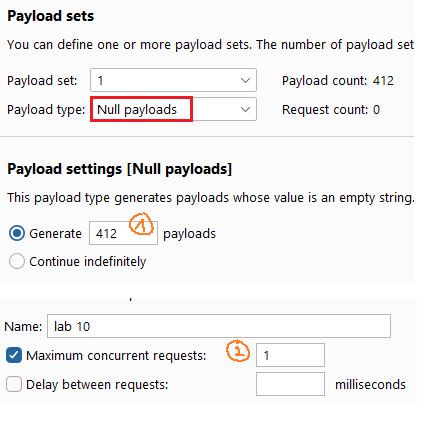 Payload sets
You can define one or more payload sets. The number of payload set
Payload set: 1 Payload count: 412
Payload type: Null payloads Request count: 0
Payload settings [Null payloads]
This payload type generates payloads whose value is an empty string.
Generate 412 payloads 1
Continue indefinitely
Name: lab 10
Maximum concurrent requests: 2 1
Delay between requests: milliseconds